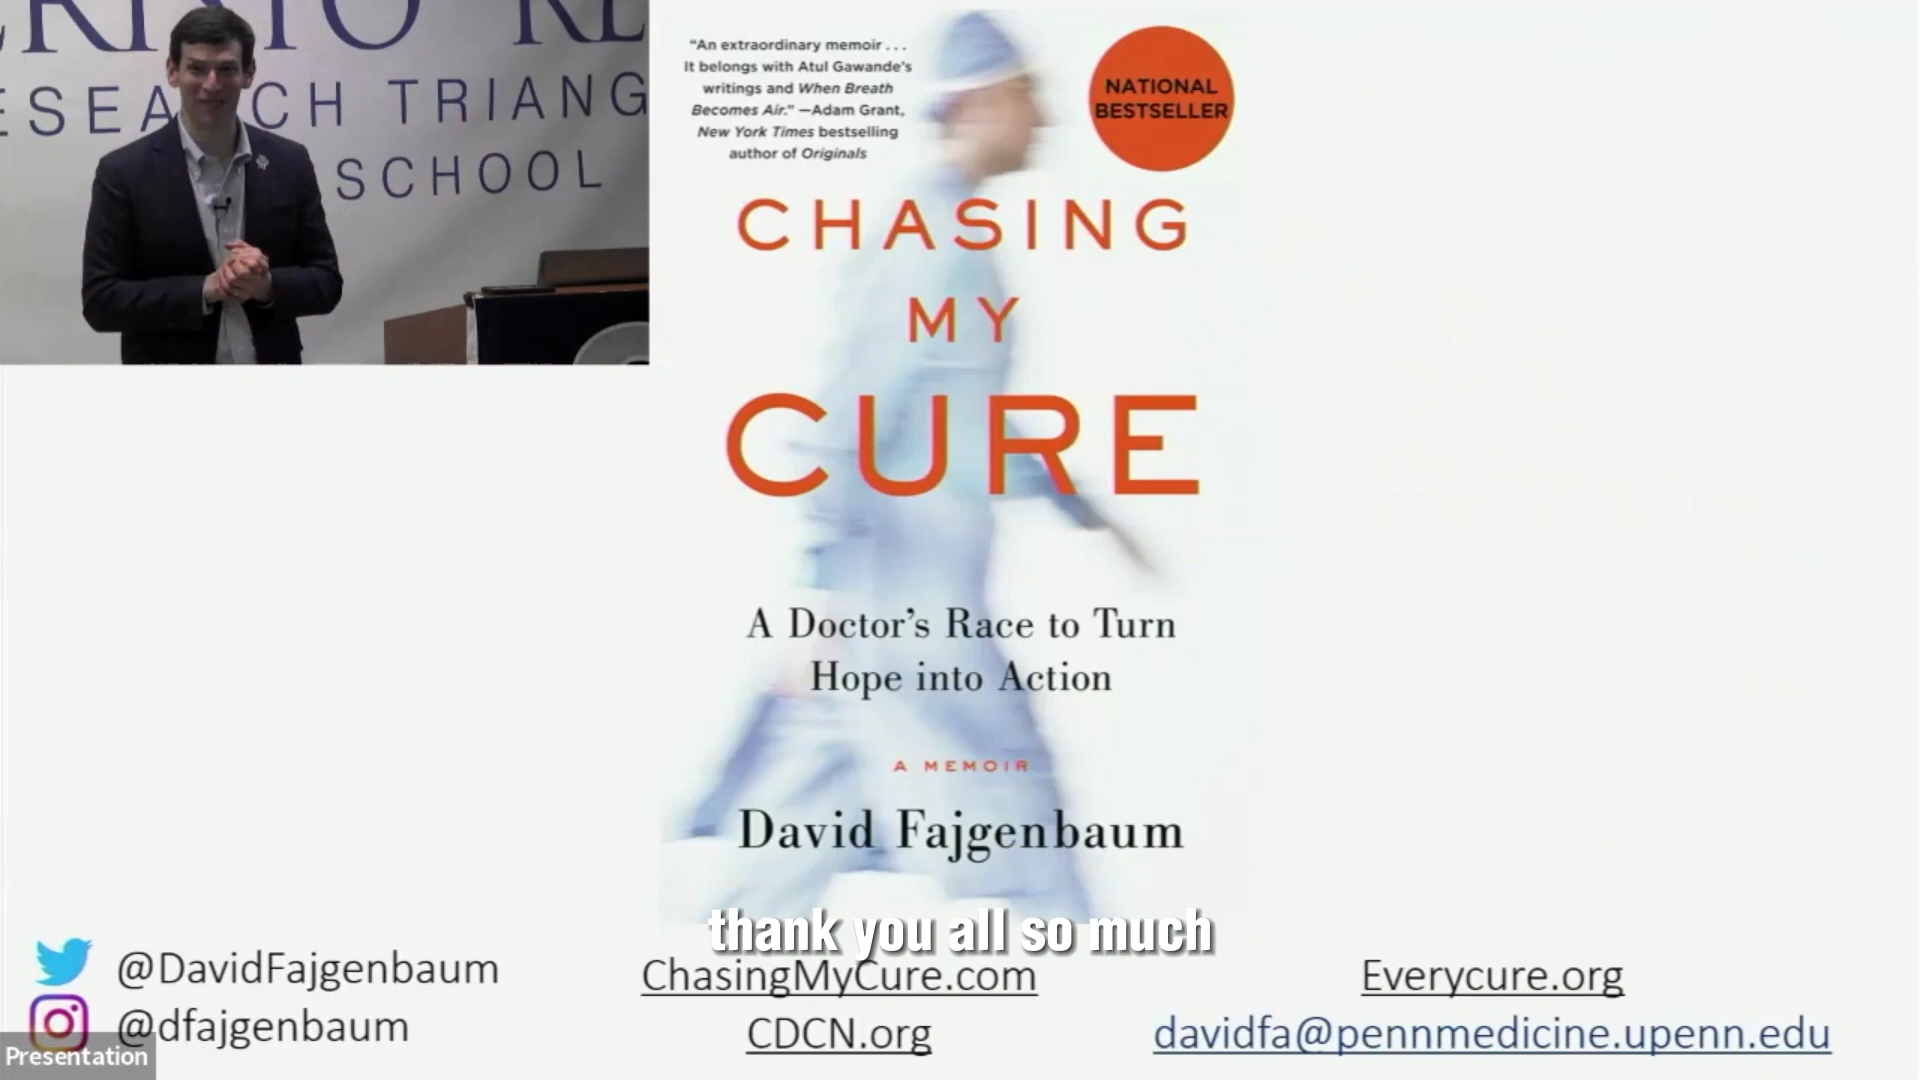 RESEARCH TRIANG
SCHOOL
"An extraordinary memoir . . .
It belongs with Atul Gawande's
writings and When Breath
Becomes Air." —Adam Grant,
New York Times bestselling
author of Originals
NATIONAL
BESTSELLER
CHASING
MY
CURE
A Doctor's Race to Turn
Hope into Action
A MEMOIR
David Fajgenbaum
thank you all so much
@DavidFajgenbaum
@dfajgenbaum
ChasingMyCure.com
CDCN.org
Everycure.org
davidfa@pennmedicine.upenn.edu
Presentation